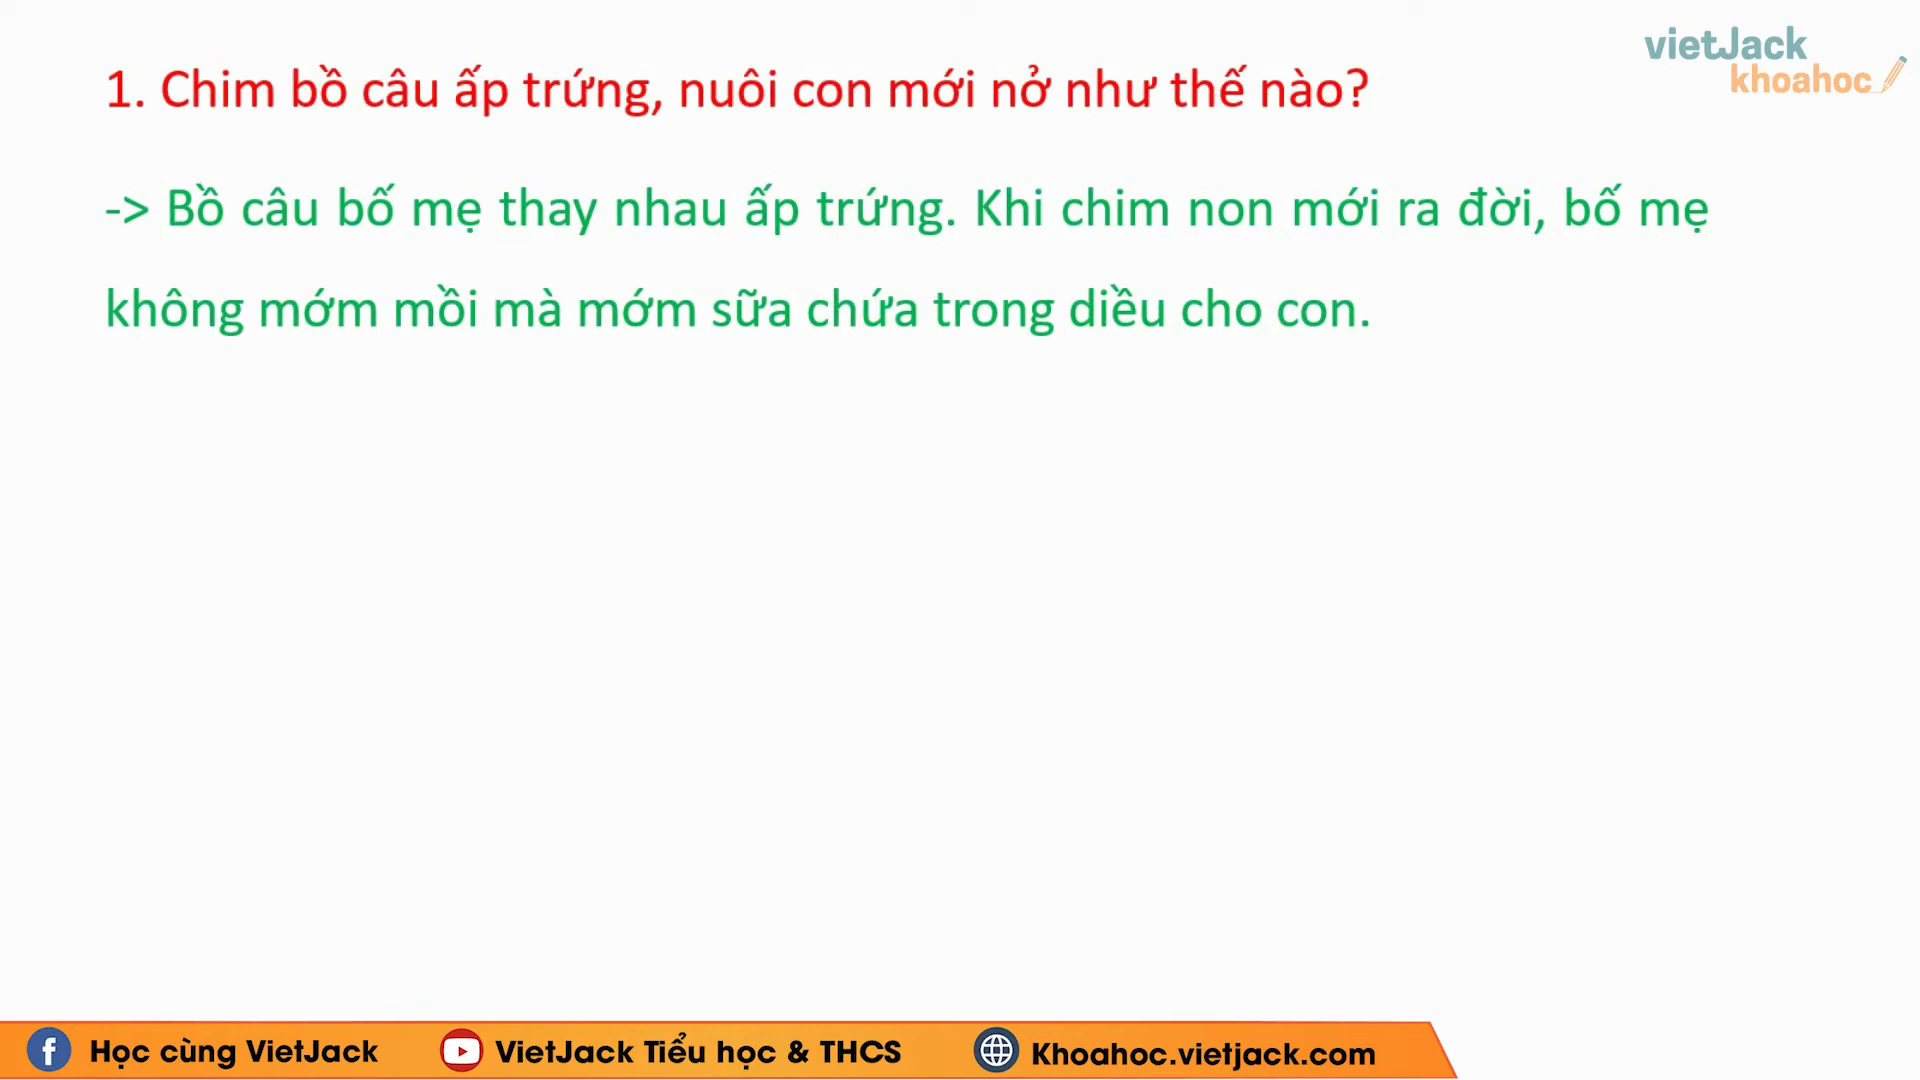 vietJack
khoahoc
1. Chim bồ câu ấp trứng, nuôi con mới nở như thế nào?
-> Bồ câu bố mẹ thay nhau ấp trứng. Khi chim non mới ra đời, bố mẹ
không mớm mồi mà mớm sữa chứa trong diều cho con.
Học cùng VietJack
VietJack Tiểu học & THCS
Khoahoc.vietjack.com